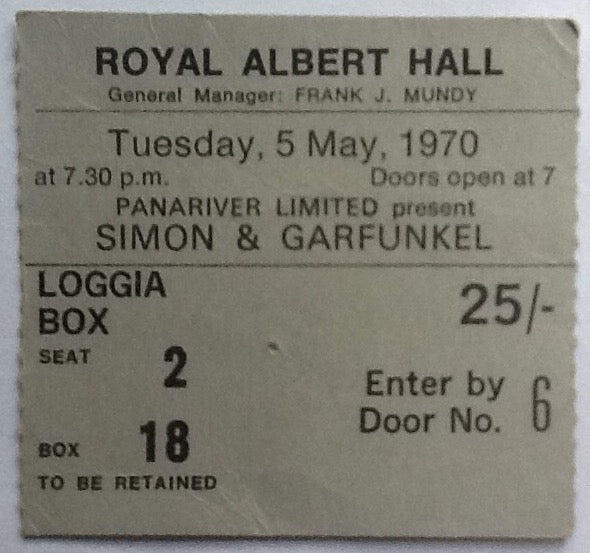 ROYAL ALBERT HALL
General Manager: FRANK J. MUNDY
Tuesday, 5 May, 1970
at 7.30 p.m. Doors open at 7
PANARIVER LIMITED present
SIMON & GARFUNKEL
LOGGIA
BOX
25/-
SEAT 2
Enter by
Door No. 6
BOX 18
TO BE RETAINED